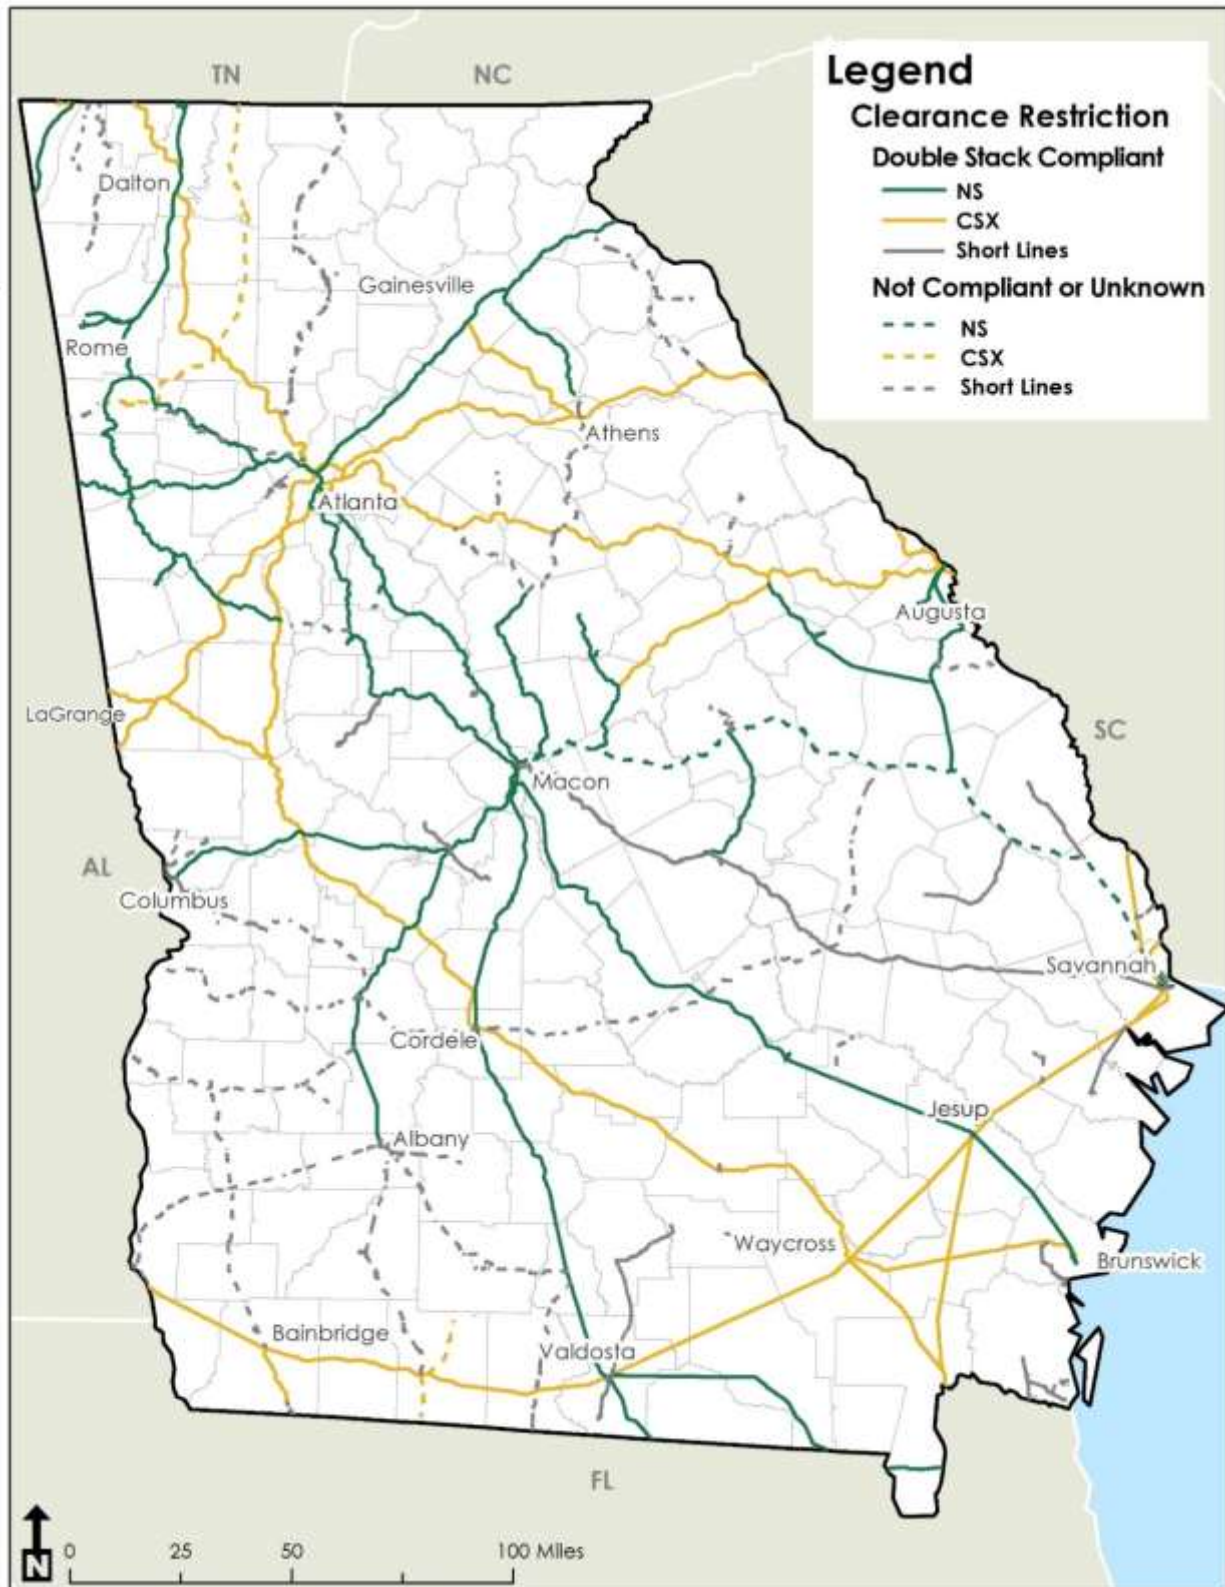 TN
NC
Legend
Clearance Restriction
Double Stack Compliant
NS
CSX
Short Lines
Not Compliant or Unknown
NS
CSX
Short Lines
Dalton
Gainesville
Rome
Athens
Atlanta
Augusta
LaGrange
SC
Macon
AL
Columbus
Savannah
Cordele
Jesup
Albany
Waycross
Brunswick
Bainbridge
Valdosta
FL
N
0 25 50 100 Miles